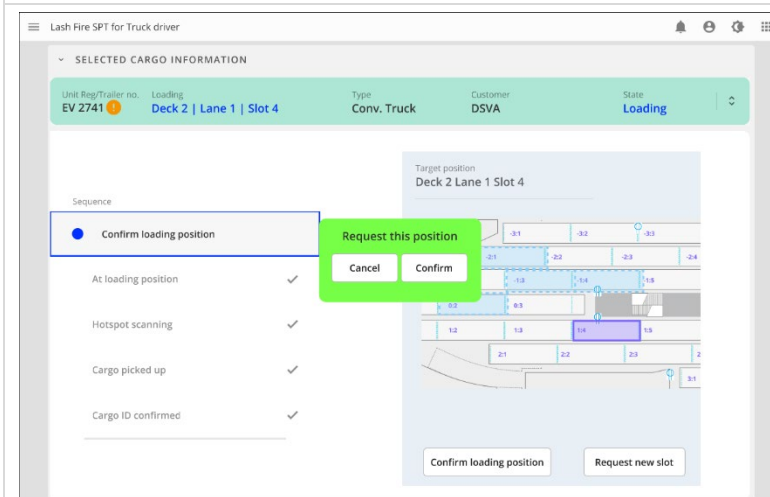 Lash Fire SPT for Truck driver
SELECTED CARGO INFORMATION
Unit Reg/Trailer no. Loading Type Customer State
EV 2741 ! Deck 2 | Lane 1 | Slot 4 Conv. Truck DSVA Loading
Target position
Deck 2 Lane 1 Slot 4
Sequence
Confirm loading position
Request this position
Cancel Confirm
At loading position
Hotspot scanning
Cargo picked up
Cargo ID confirmed
-3:1 -3:2 -3:3
-2:1 -2:2 -2:3 -2:4
-1:3 -1:4 1:5
0:2 0:3
1:2 1:3 1:4 1:5
2:1 2:2 2:3 2
3:1
Confirm loading position Request new slot